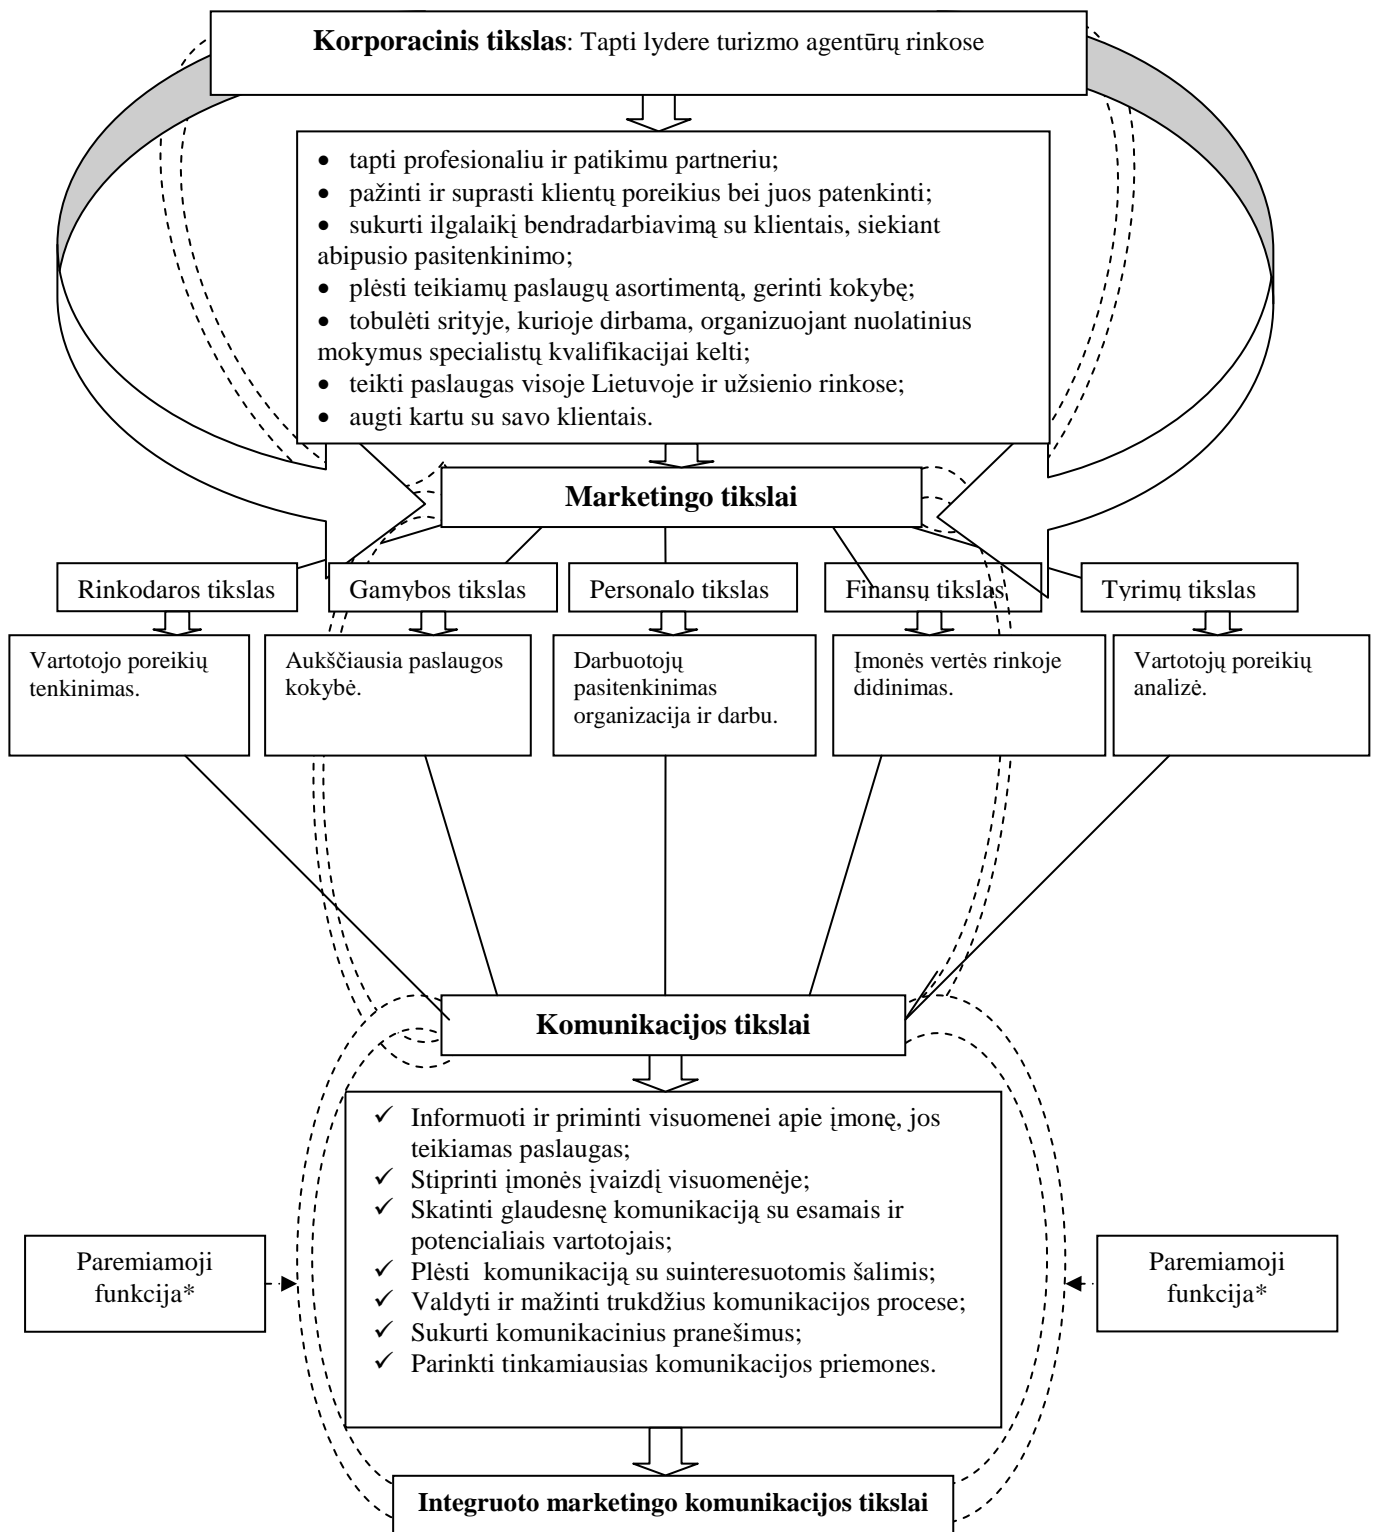 Korporacinis tikslas: Tapti lydere turizmo agentūrų rinkose
• tapti profesionaliu ir patikimu partneriu;
• pažinti ir suprasti klientų poreikius bei juos patenkinti;
• sukurti ilgalaikį bendradarbiavimą su klientais, siekiant
abipusio pasitenkinimo;
• plėsti teikiamų paslaugų asortimentą, gerinti kokybę;
• tobulėti srityje, kurioje dirbama, organizuojant nuolatinius
mokymus specialistų kvalifikacijai kelti;
• teikti paslaugas visoje Lietuvoje ir užsienio rinkose;
• augti kartu su savo klientais.
Marketingo tikslai
Rinkodaros tikslas
Gamybos tikslas
Personalo tikslas
Finansų tikslas
Tyrimų tikslas
Vartotojo poreikių
tenkinimas.
Aukščiausia paslaugos
kokybė.
Darbuotojų
pasitenkinimas
organizacija ir darbu.
Įmonės vertės rinkoje
didinimas.
Vartotojų poreikių
analizė.
Komunikacijos tikslai
✓ Informuoti ir priminti visuomenei apie įmonę, jos
teikiamas paslaugas;
✓ Stiprinti įmonės įvaizdį visuomenėje;
✓ Skatinti glaudesnę komunikaciją su esamais ir
potencialiais vartotojais;
✓ Plėsti komunikaciją su suinteresuotomis šalimis;
✓ Valdyti ir mažinti trukdžius komunikacijos procese;
✓ Sukurti komunikacinius pranešimus;
✓ Parinkti tinkamiausias komunikacijos priemones.
Paremiamoji
funkcija*
Paremiamoji
funkcija*
Integruoto marketingo komunikacijos tikslai